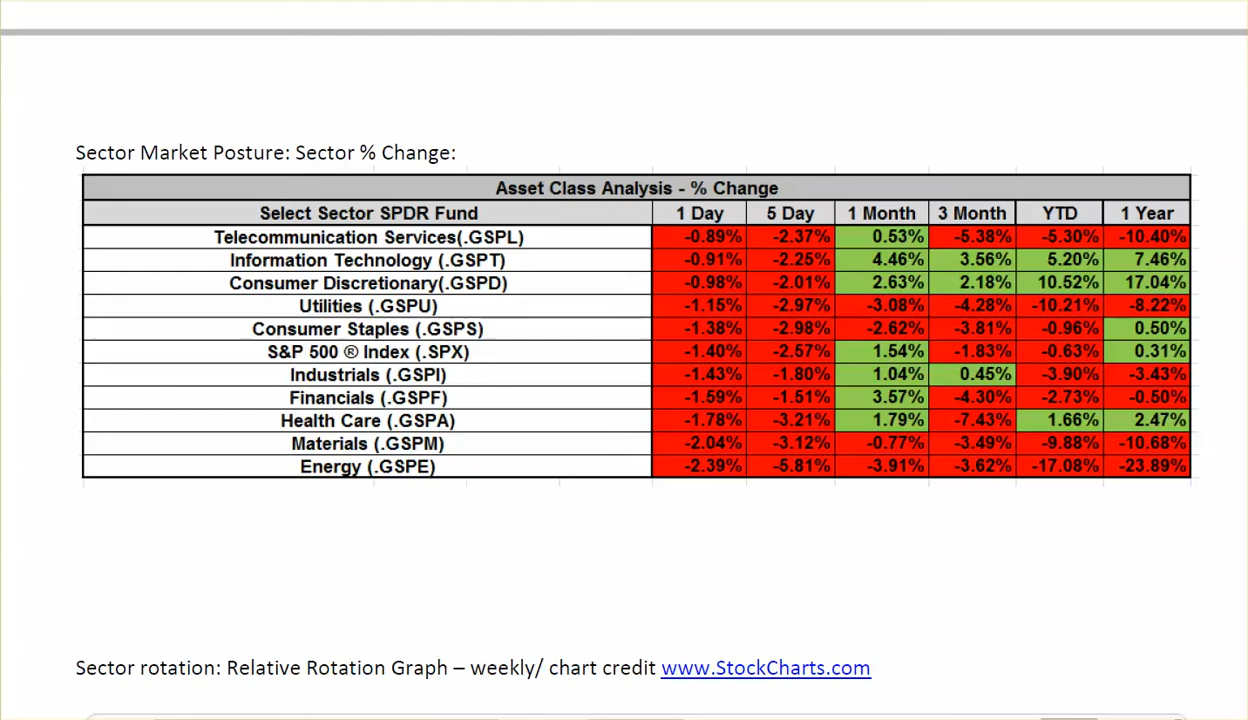 Sector Market Posture: Sector % Change:
Asset Class Analysis - % Change
Select Sector SPDR Fund 1 Day 5 Day 1 Month 3 Month YTD 1 Year
Telecommunication Services(.GSPL) -0.89% -2.37% 0.53% -5.38% -5.30% -10.40%
Information Technology (.GSPT) -0.91% -2.25% 4.46% 3.56% 5.20% 7.46%
Consumer Discretionary(.GSPD) -0.98% -2.01% 2.63% 2.18% 10.52% 17.04%
Utilities (.GSPU) -1.15% -2.97% -3.08% -4.28% -10.21% -8.22%
Consumer Staples (.GSPS) -1.38% -2.98% -2.62% -3.81% -0.96% 0.50%
S&P 500 ® Index (.SPX) -1.40% -2.57% 1.54% -1.83% -0.63% 0.31%
Industrials (.GSPI) -1.43% -1.80% 1.04% 0.45% -3.90% -3.43%
Financials (.GSPF) -1.59% -1.51% 3.57% -4.30% -2.73% -0.50%
Health Care (.GSPA) -1.78% -3.21% 1.79% -7.43% 1.66% 2.47%
Materials (.GSPM) -2.04% -3.12% -0.77% -3.49% -9.88% -10.68%
Energy (.GSPE) -2.39% -5.81% -3.91% -3.62% -17.08% -23.89%
Sector rotation: Relative Rotation Graph – weekly/ chart credit www.StockCharts.com